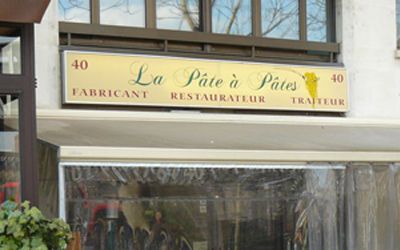 40 La Pâte à Pâtes 40
FABRICANT RESTAURATEUR TRAITEUR